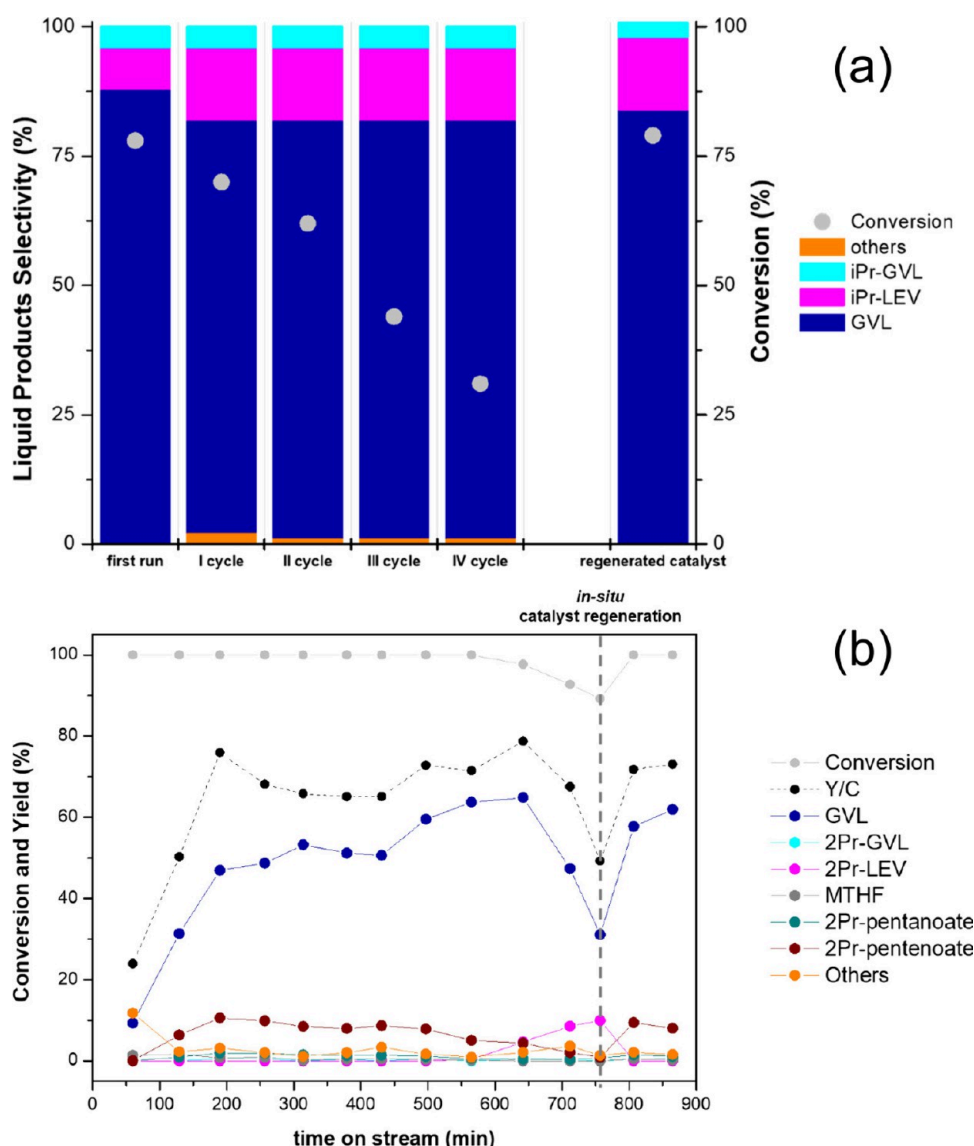 100
75
50
25
0
Liquid Products Selectivity (%)
first run
I cycle
II cycle
III cycle
IV cycle
regenerated catalyst
100
75
50
25
0
Conversion (%)
(a)
Conversion
others
iPr-GVL
iPr-LEV
GVL
in-situ
catalyst regeneration
(b)
100
80
60
40
20
0
Conversion and Yield (%)
0
100
200
300
400
500
600
700
800
900
time on stream (min)
Conversion
Y/C
GVL
2Pr-GVL
2Pr-LEV
MTHF
2Pr-pentanoate
2Pr-pentenoate
Others